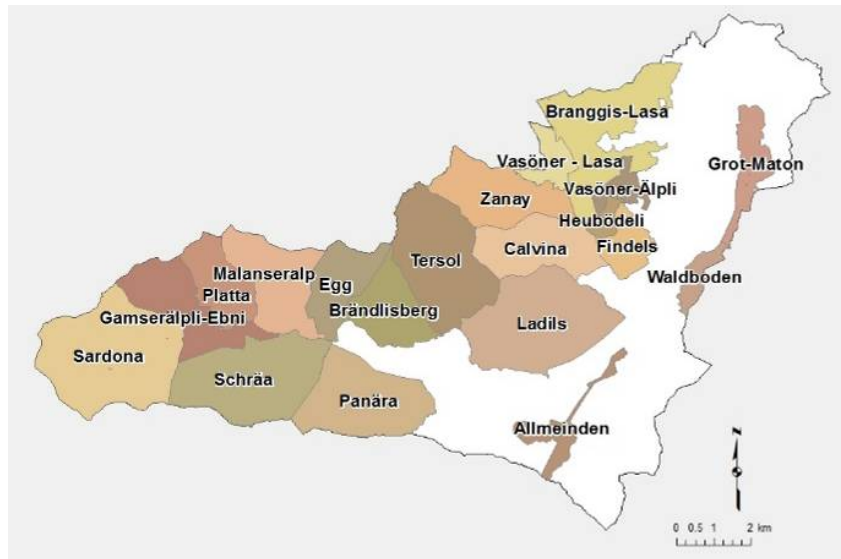 Branggis-Lasa
Vasöner - Lasa
Grot-Maton
Vasöner-Älpli
Zanay
Heubödeli
Calvina
Findels
Tersol
Malanseralp
Egg
Waldboden
Platta
Brändlisberg
Gamserälpli-Ebni
Ladils
Sardona
Schräa
Panära
Allmeinden
N
0 0.5 1 2 km